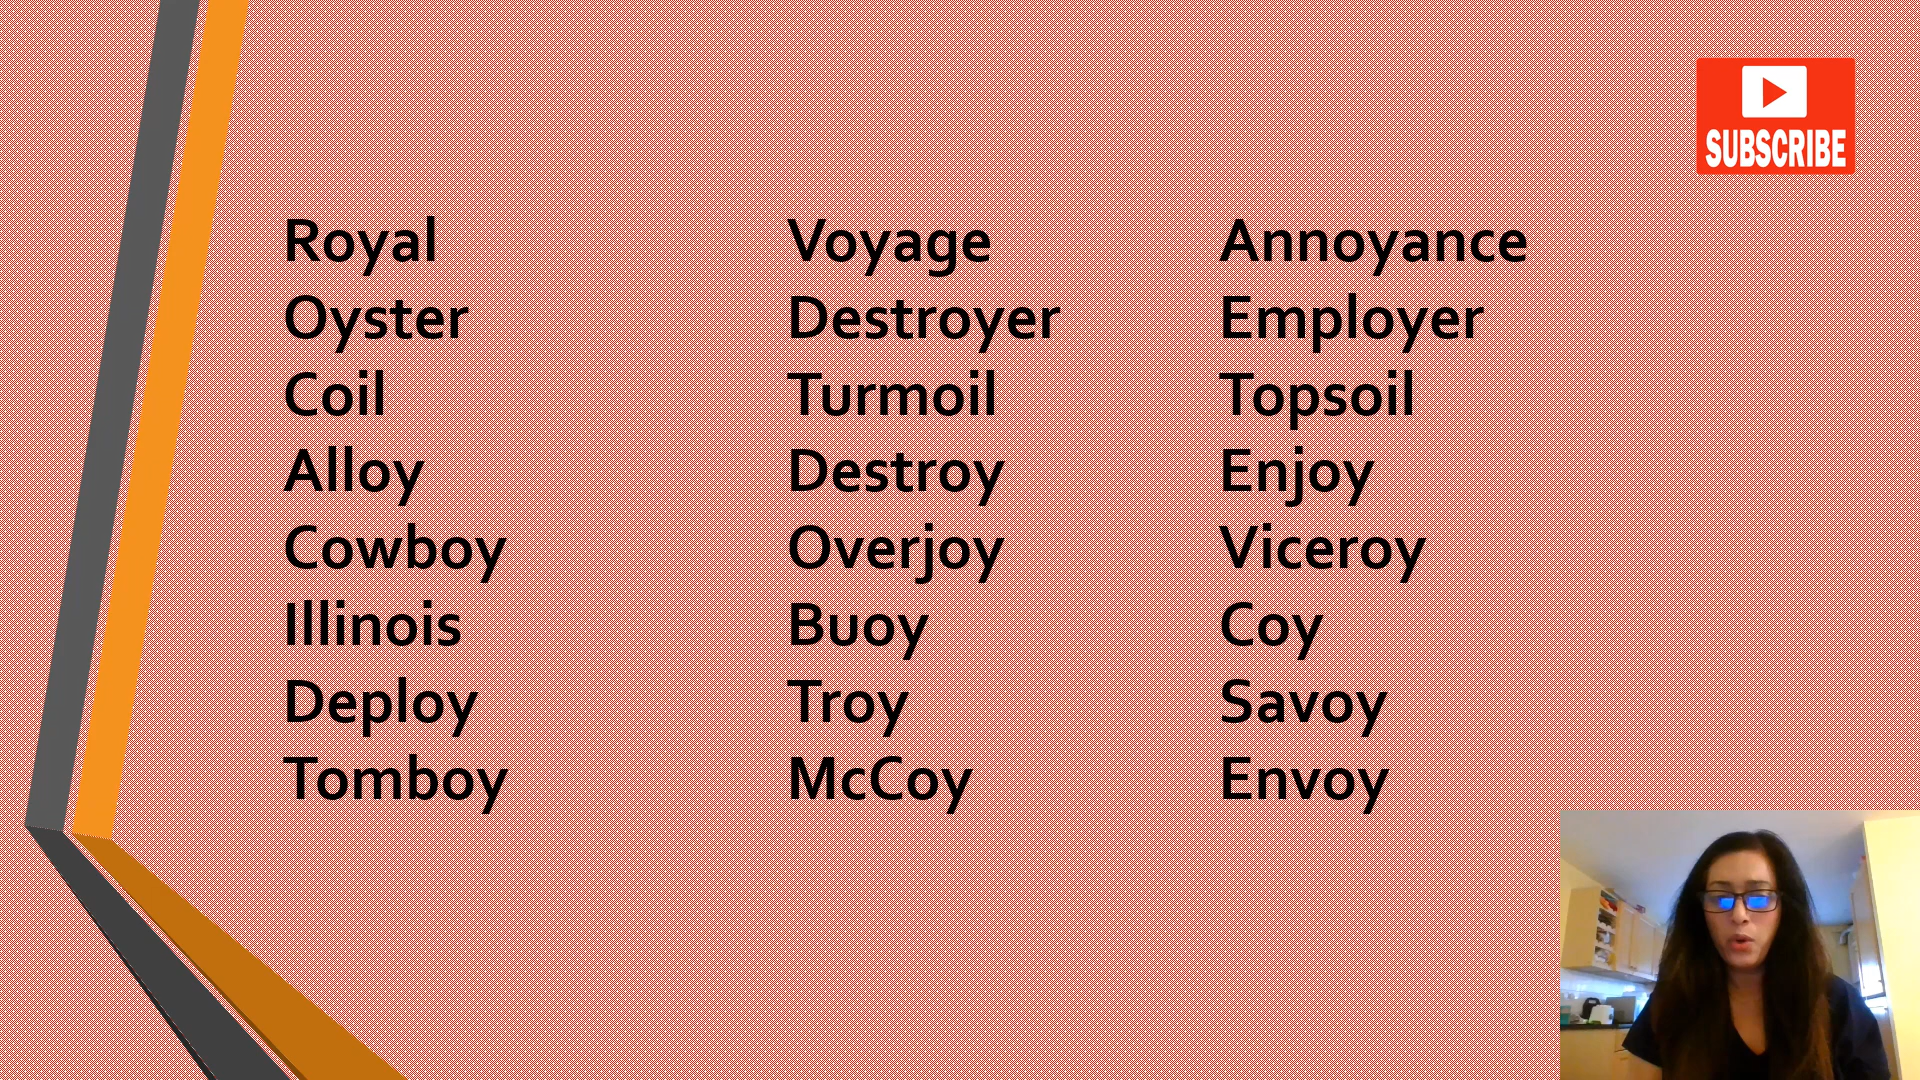 SUBSCRIBE
Royal Voyage Annoyance
Oyster Destroyer Employer
Coil Turmoil Topsoil
Alloy Destroy Enjoy
Cowboy Overjoy Viceroy
Illinois Buoy Coy
Deploy Troy Savoy
Tomboy McCoy Envoy